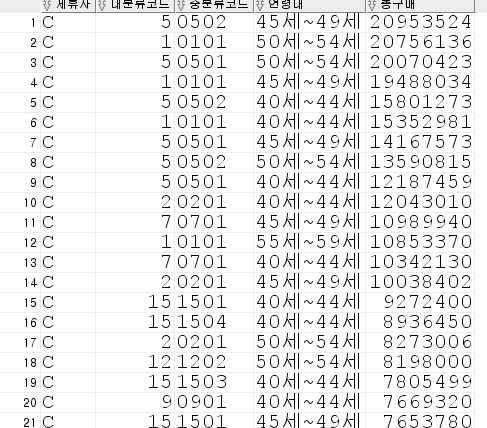 제휴사 대분류코드 중분류코드 연령대 총구매
1 C 5 0502 45세~49세 20953524
2 C 1 0101 50세~54세 20756136
3 C 5 0501 50세~54세 20070423
4 C 1 0101 45세~49세 19488034
5 C 5 0502 40세~44세 15801273
6 C 1 0101 40세~44세 15352981
7 C 5 0501 45세~49세 14167573
8 C 5 0502 50세~54세 13590815
9 C 5 0501 40세~44세 12187459
10 C 2 0201 40세~44세 12043010
11 C 7 0701 45세~49세 10989940
12 C 1 0101 55세~59세 10853370
13 C 7 0701 40세~44세 10342130
14 C 2 0201 45세~49세 10038402
15 C 15 1501 40세~44세 9272400
16 C 15 1504 40세~44세 8936450
17 C 2 0201 50세~54세 8273006
18 C 12 1202 50세~54세 8198000
19 C 15 1503 40세~44세 7805499
20 C 9 0901 40세~44세 7669320
21 C 15 1501 45세~49세 7653780